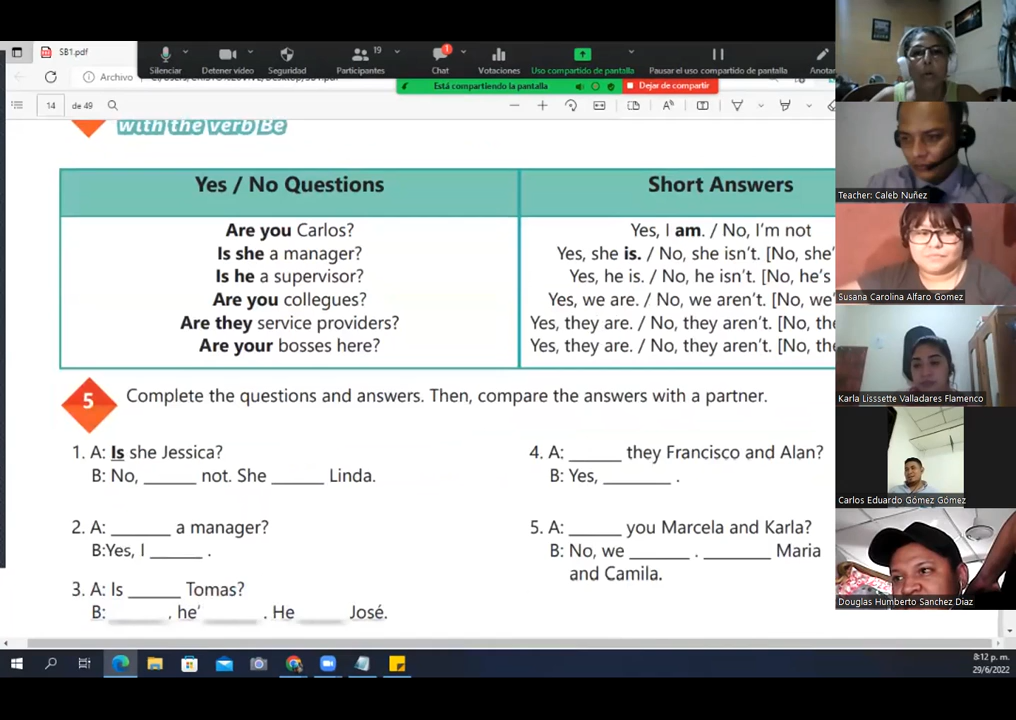 SB1.pdf
Silenciar
Detener video
Seguridad
19
Participantes
1
Chat
Votaciones
Uso compartido de pantalla
Pausar el uso compartido de pantalla
Anotar
Archivo
Está compartiendo la pantalla
Dejar de compartir
14
de 49
with the verb Be
Yes / No Questions
Short Answers
Are you Carlos?
Yes, I am. / No, I'm not
Is she a manager?
Yes, she is. / No, she isn't. [No, she'
Is he a supervisor?
Yes, he is. / No, he isn't. [No, he's
Are you collegues?
Yes, we are. / No, we aren't. [No, we'
Are they service providers?
Yes, they are. / No, they aren't. [No, the
Are your bosses here?
Yes, they are. / No, they aren't. [No, the
5
Complete the questions and answers. Then, compare the answers with a partner.
1. A: Is she Jessica?
B: No, ______ not. She ______ Linda.
2. A: _______ a manager?
B:Yes, I ______ .
3. A: Is ______ Tomas?
B: ______ , he' ______ . He _____ José.
4. A: ______ they Francisco and Alan?
B: Yes, ________ .
5. A: ______ you Marcela and Karla?
B: No, we _______ . ________ Maria
and Camila.
Teacher: Caleb Nuñez
Susana Carolina Alfaro Gomez
Karla Lisssette Valladares Flamenco
Carlos Eduardo Gómez Gómez
Douglas Humberto Sanchez Diaz
8:12 p. m.
29/6/2022